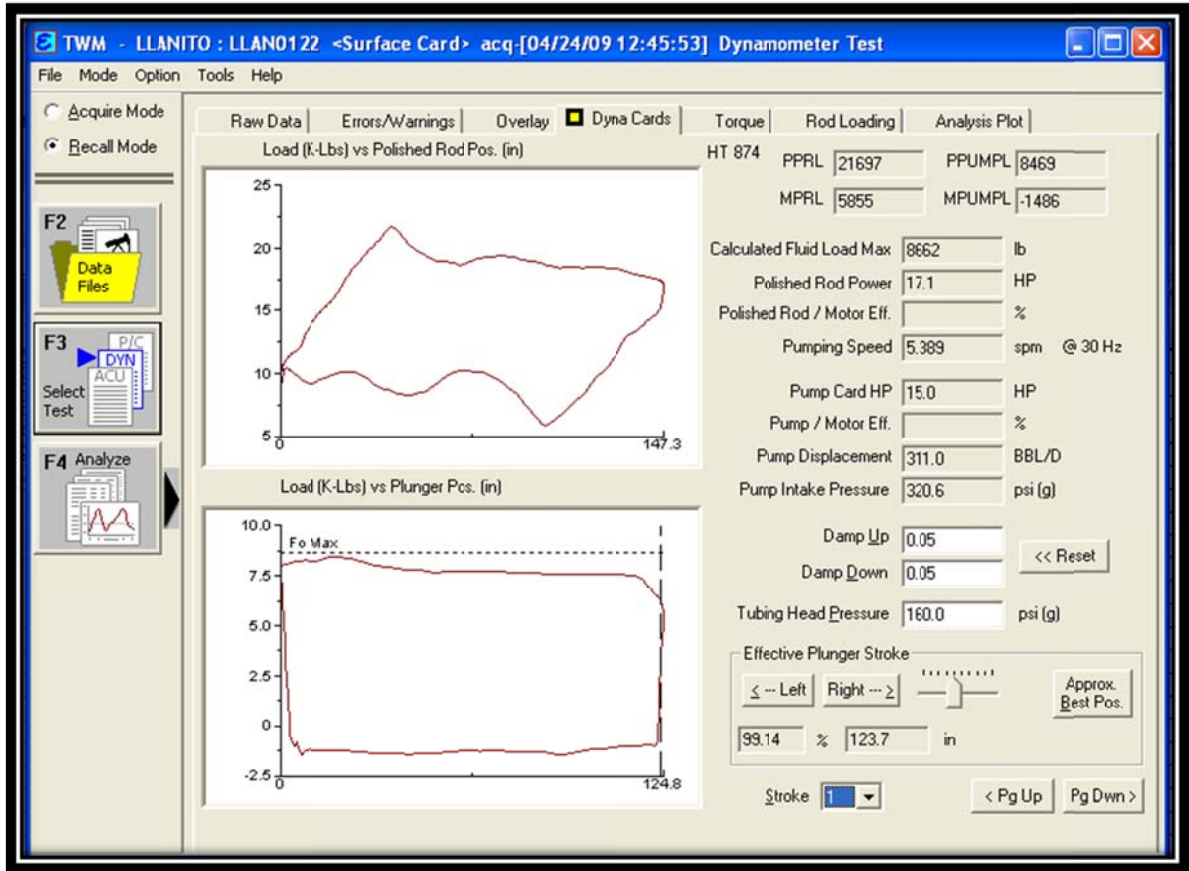 TWM - LLANITO : LLAN0122 <Surface Card> acq-[04/24/09 12:45:53] Dynamometer Test
File Mode Option Tools Help
Acquire Mode
Recall Mode
F2
Data Files
F3
P/C
DYN
ACU
Select Test
F4 Analyze
Raw Data Errors/Warnings Overlay Dyna Cards Torque Rod Loading Analysis Plot
Load (K-Lbs) vs Polished Rod Pos. (in)
25
20
15
10
5
0 147.3
Load (K-Lbs) vs Plunger Pos. (in)
10.0
Fo Max
7.5
5.0
2.5
0
-2.5
0 124.8
HT 874 PPRL 21697 PPUMPL 8469
MPRL 5855 MPUMPL -1486
Calculated Fluid Load Max 8662 lb
Polished Rod Power 17.1 HP
Polished Rod / Motor Eff. %
Pumping Speed 5.389 spm @ 30 Hz
Pump Card HP 15.0 HP
Pump / Motor Eff. %
Pump Displacement 311.0 BBL/D
Pump Intake Pressure 320.6 psi (g)
Damp Up 0.05
<< Reset
Damp Down 0.05
Tubing Head Pressure 160.0 psi (g)
Effective Plunger Stroke
< -- Left Right --- > Approx. Best Pos.
99.14 % 123.7 in
Stroke 1 < Pg Up Pg Dwn >